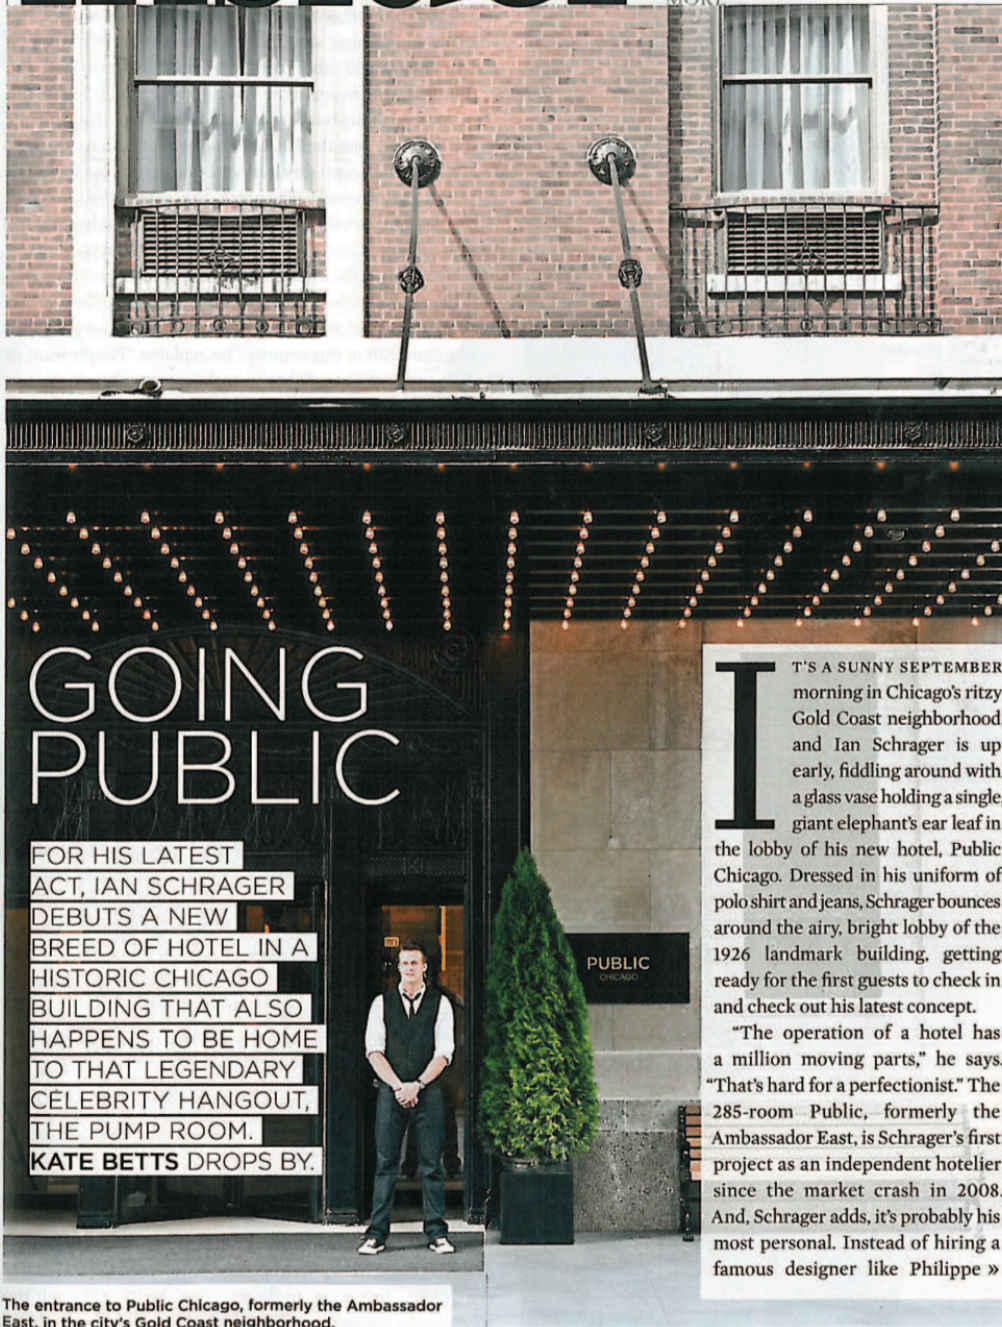 MORE
GOING
PUBLIC
FOR HIS LATEST
ACT, IAN SCHRAGER
DEBUTS A NEW
BREED OF HOTEL IN A
HISTORIC CHICAGO
BUILDING THAT ALSO
HAPPENS TO BE HOME
TO THAT LEGENDARY
CELEBRITY HANGOUT,
THE PUMP ROOM.
KATE BETTS DROPS BY.
PUBLIC
CHICAGO
IT'S A SUNNY SEPTEMBER
morning in Chicago's ritzy
Gold Coast neighborhood
and Ian Schrager is up
early, fiddling around with
a glass vase holding a single,
giant elephant's ear leaf in
the lobby of his new hotel, Public
Chicago. Dressed in his uniform of
polo shirt and jeans, Schrager bounces
around the airy, bright lobby of the
1926 landmark building, getting
ready for the first guests to check in
and check out his latest concept.
"The operation of a hotel has
a million moving parts," he says.
"That's hard for a perfectionist." The
285-room Public, formerly the
Ambassador East, is Schrager's first
project as an independent hotelier
since the market crash in 2008.
And, Schrager adds, it's probably his
most personal. Instead of hiring a
famous designer like Philippe »
The entrance to Public Chicago, formerly the Ambassador
East, in the city's Gold Coast neighborhood.